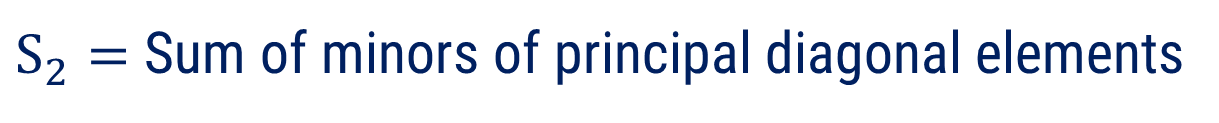 S₂ = Sum of minors of principal diagonal elements